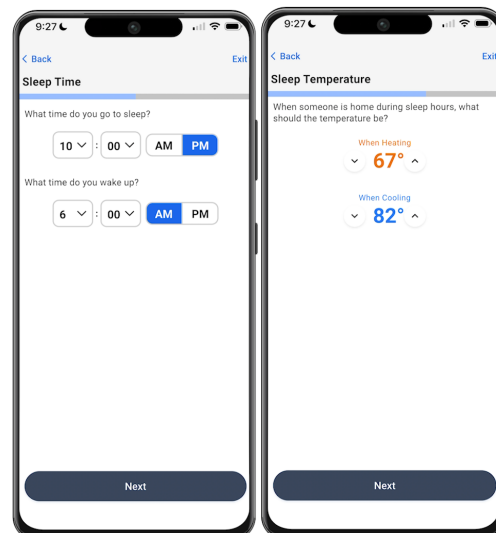 9:27
Back
Exit
Sleep Time
What time do you go to sleep?
10 : 00 AM PM
What time do you wake up?
6 : 00 AM PM
Next
9:27
Back
Exit
Sleep Temperature
When someone is home during sleep hours, what
should the temperature be?
When Heating
67°
When Cooling
82°
Next